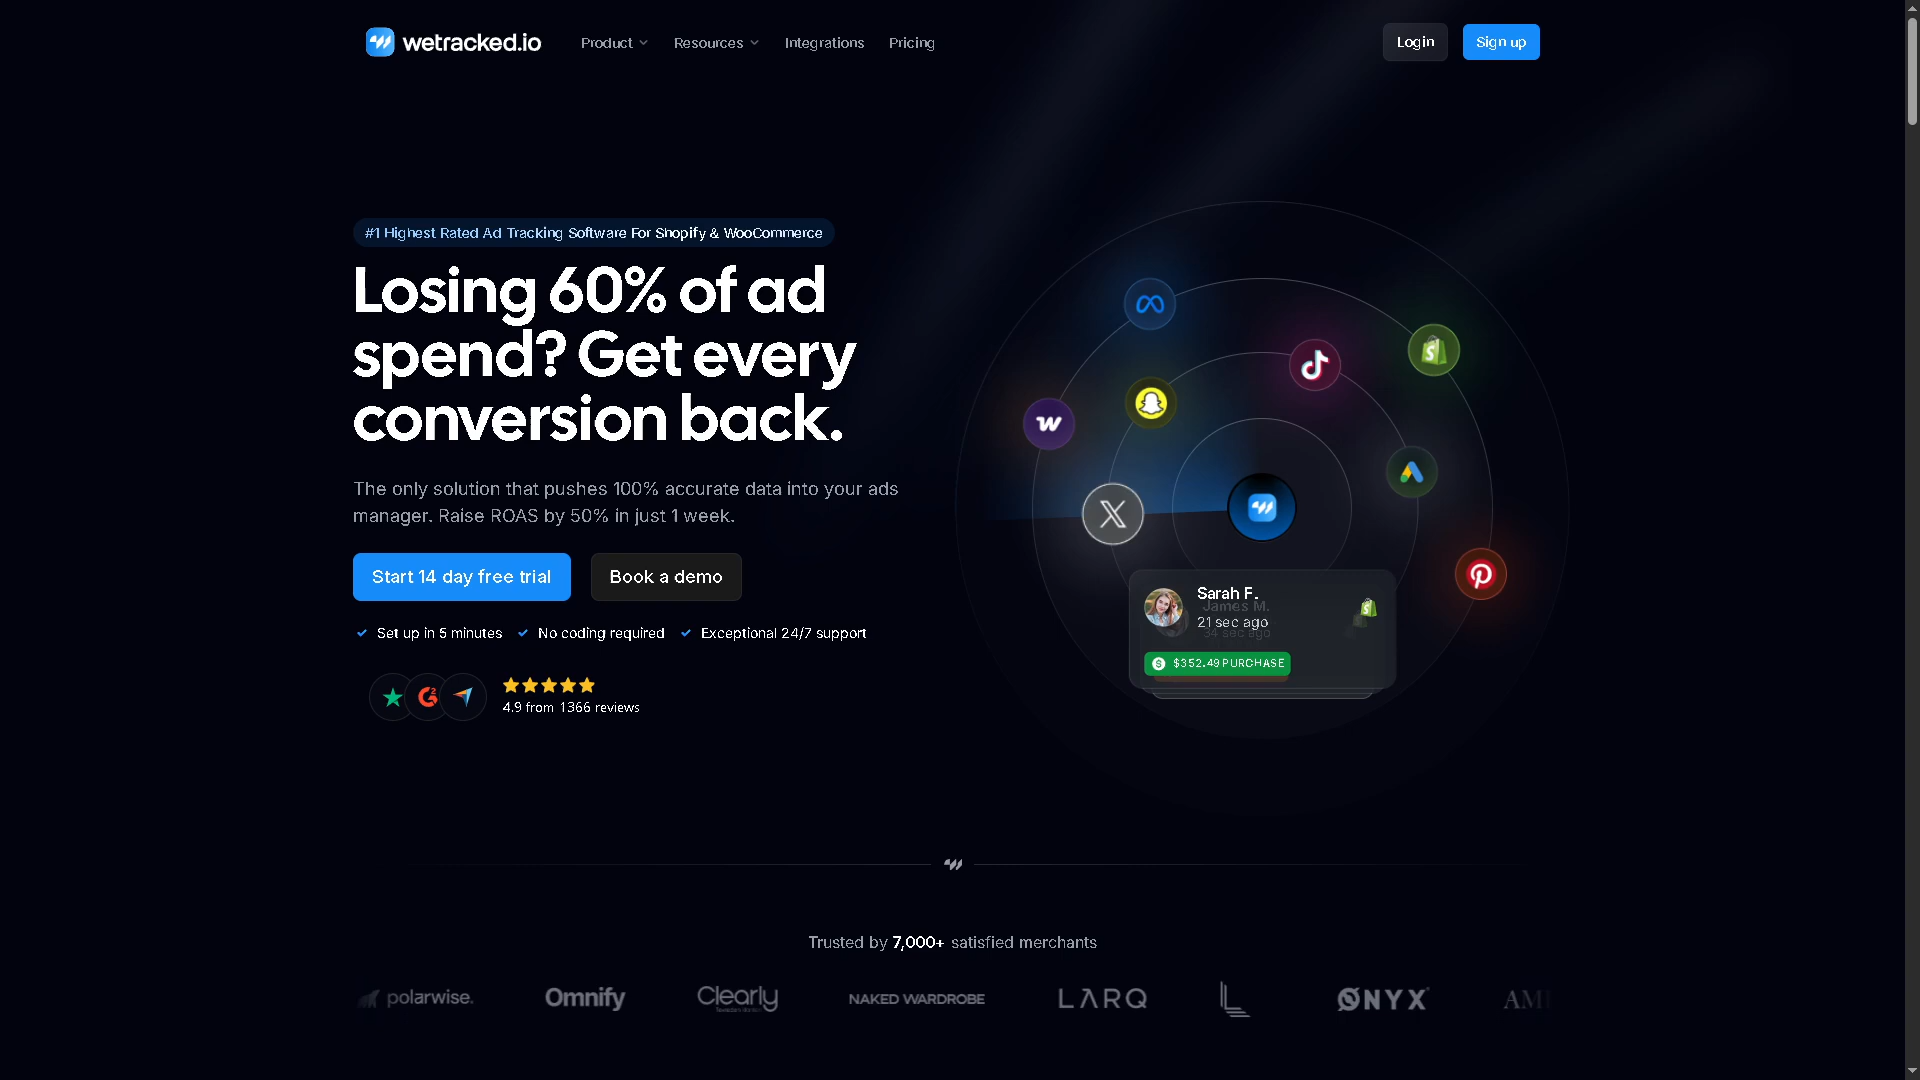 wetracked.io
Product
Resources
Integrations
Pricing
Login
Sign up
#1 Highest Rated Ad Tracking Software For Shopify & WooCommerce
Losing 60% of ad
spend? Get every
conversion back.
The only solution that pushes 100% accurate data into your ads
manager. Raise ROAS by 50% in just 1 week.
Start 14 day free trial
Book a demo
Set up in 5 minutes
No coding required
Exceptional 24/7 support
4.9 from 1366 reviews
Sarah F.
James M.
21 sec ago
34 sec ago
$352.49 PURCHASE
Trusted by 7,000+ satisfied merchants
polarwise.
Omnify
Clearly
NAKED WARDROBE
LARQ
ONYX